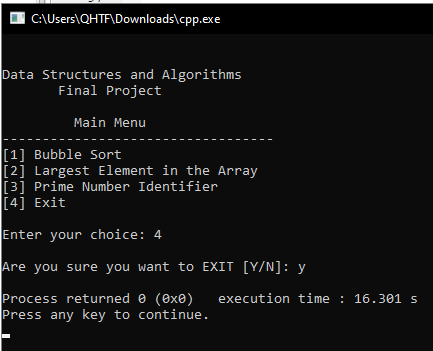 C:\Users\QHTF\Downloads\cpp.exe
Data Structures and Algorithms
Final Project
Main Menu
----------------------------------
[1] Bubble Sort
[2] Largest Element in the Array
[3] Prime Number Identifier
[4] Exit
Enter your choice: 4
Are you sure you want to EXIT [Y/N]: y
Process returned 0 (0x0)   execution time : 16.301 s
Press any key to continue.